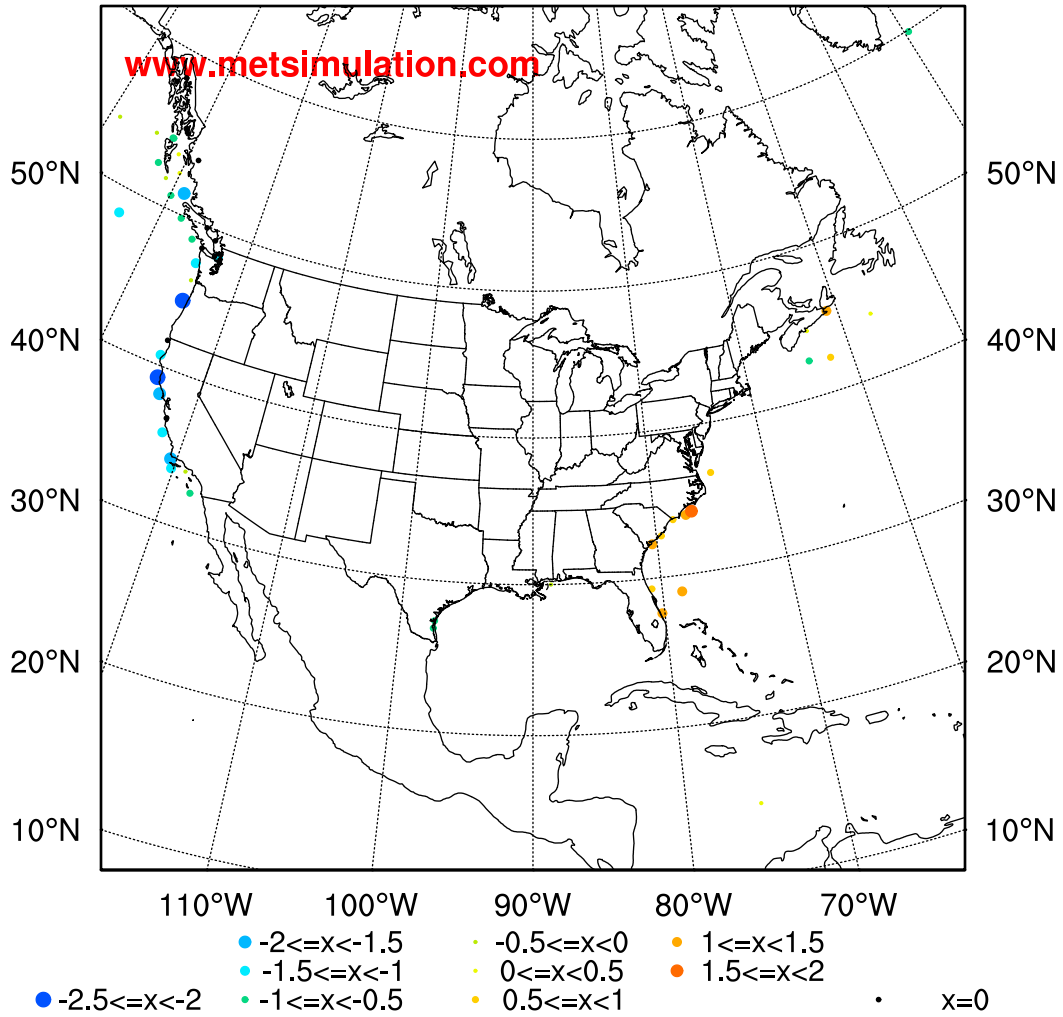 www.metsimulation.com
50°N 50°N
40°N 40°N
30°N 30°N
20°N 20°N
10°N 10°N
110°W 100°W 90°W 80°W 70°W
-2<=x<-1.5 -0.5<=x<0 1<=x<1.5
-1.5<=x<-1 0<=x<0.5 1.5<=x<2
-2.5<=x<-2 -1<=x<-0.5 0.5<=x<1 x=0